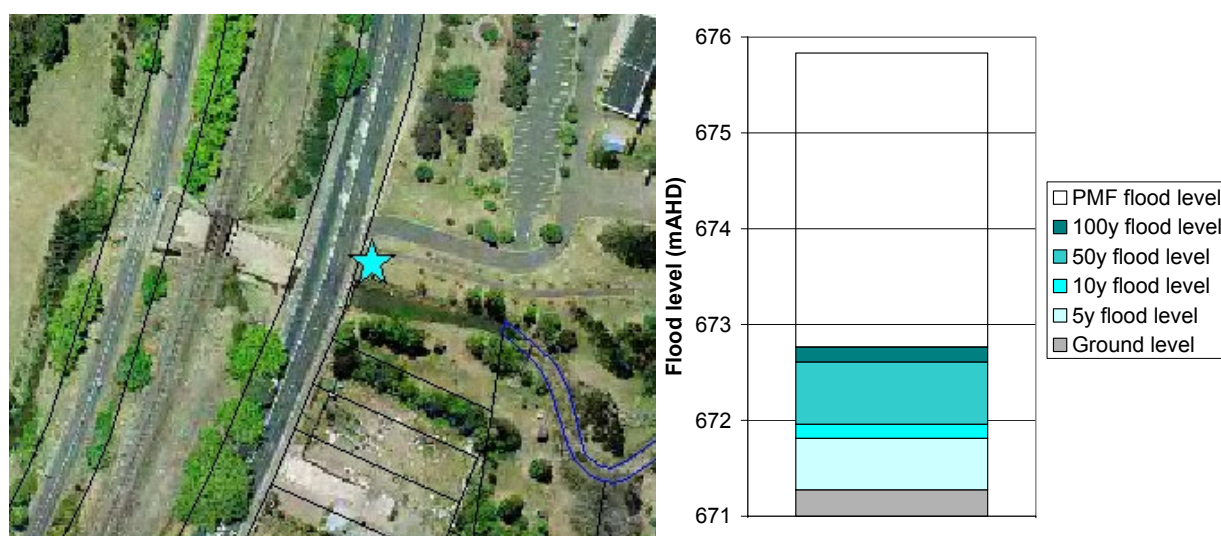 676
675
674
673
672
671
Flood level (mAHD)
PMF flood level
100y flood level
50y flood level
10y flood level
5y flood level
Ground level